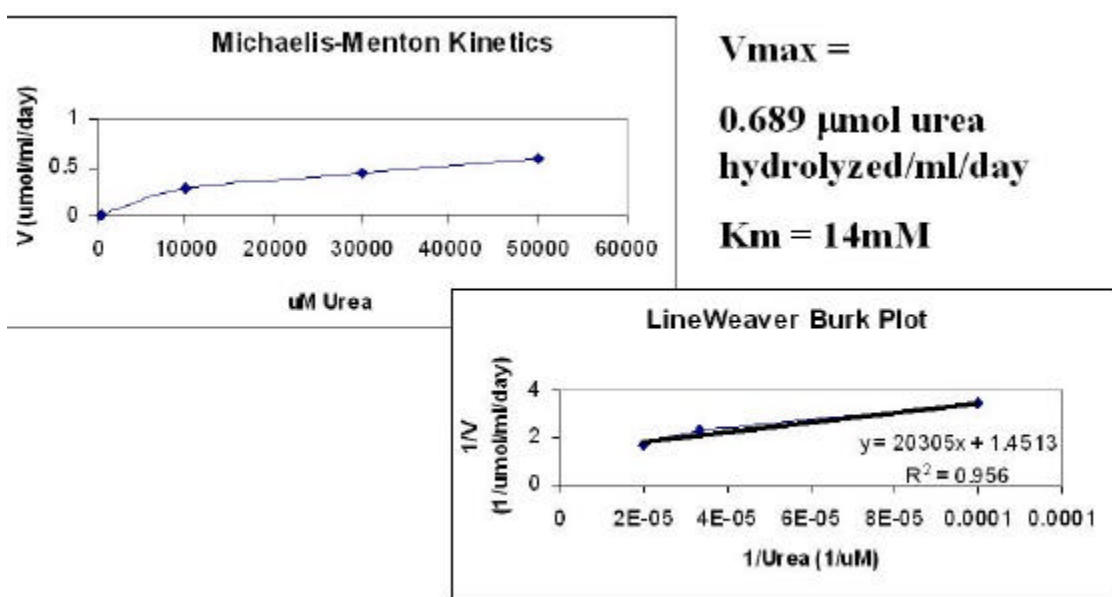 Michaelis-Menton Kinetics
V (umol/ml/day)
1
0.5
0
0 10000 20000 30000 40000 50000 60000
uM Urea
Vmax =
0.689 μmol urea
hydrolyzed/ml/day
Km = 14mM
LineWeaver Burk Plot
1/V
(1/umol/ml/day)
4
2
0
y= 20305x + 1.4513
R² = 0.956
0 2E-05 4E-05 6E-05 8E-05 0.0001 0.0001
1/Urea (1/uM)